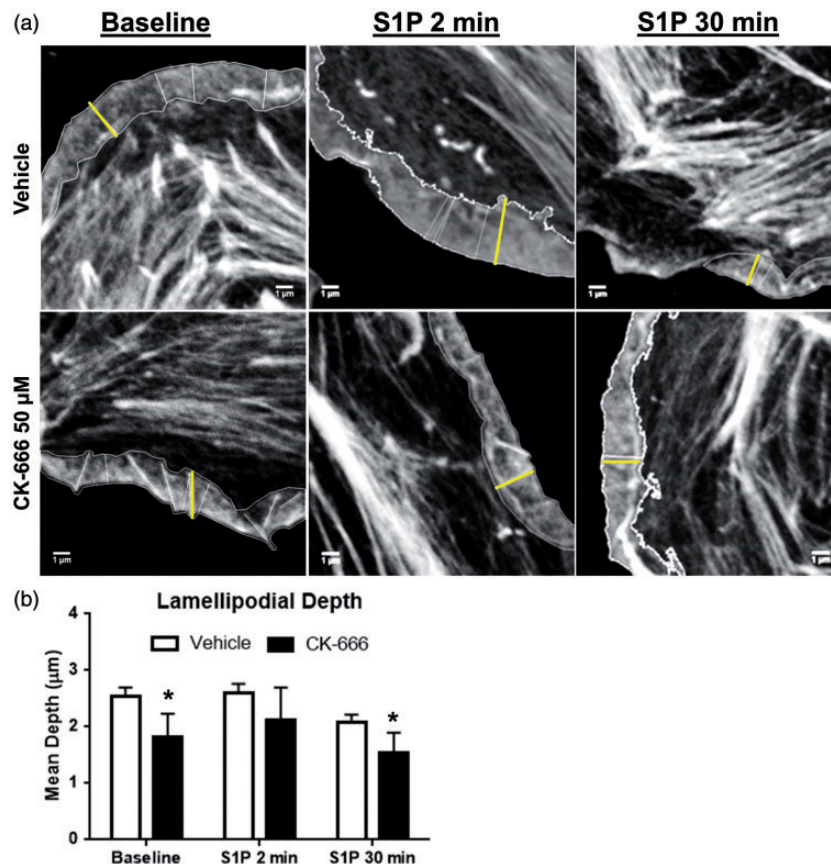 (a)
Baseline
S1P 2 min
S1P 30 min
Vehicle
1 µm
1 µm
1 µm
CK-666 50 µM
1 µm
1 µm
1 µm
(b)
Lamellipodial Depth
Vehicle
CK-666
Mean Depth (µm)
4
3
2
1
0
*
*
Baseline
S1P 2 min
S1P 30 min